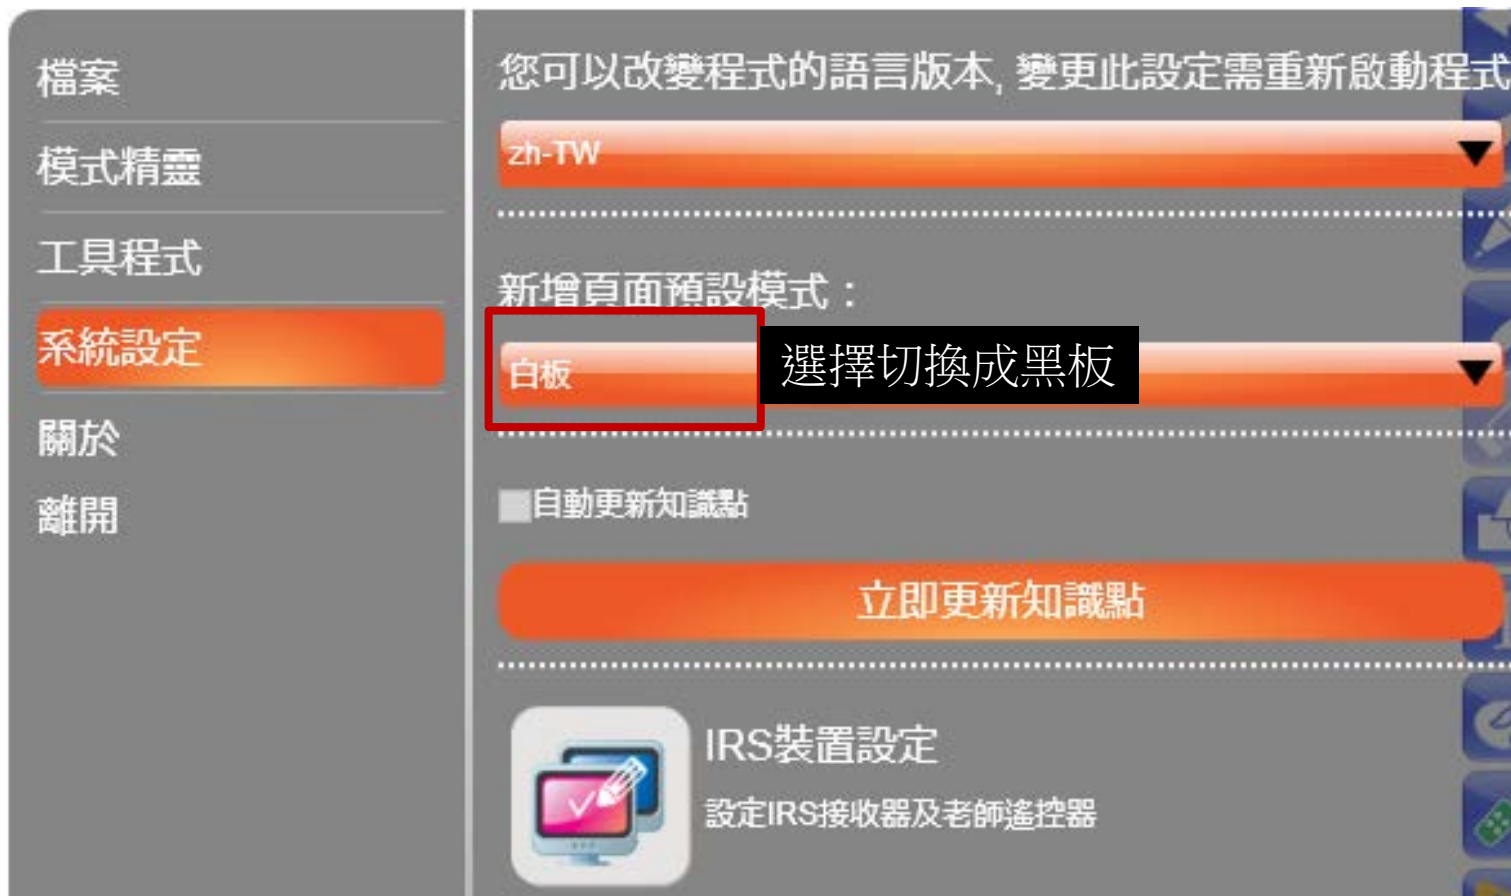 檔案
模式精靈
工具程式
系統設定
關於
離開
您可以改變程式的語言版本, 變更此設定需重新啟動程式
zh-TW
新增頁面預設模式：
白板
選擇切換成黑板
自動更新知識點
立即更新知識點
IRS裝置設定
設定IRS接收器及老師遙控器